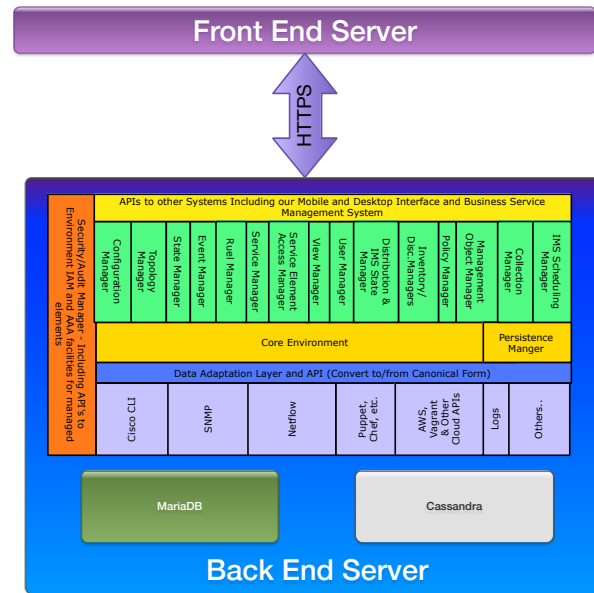 Front End Server
HTTPS
APIs to other Systems Including our Mobile and Desktop Interface and Business Service
Management System
Security/Audit Manager - Including API's to
Environment IAM and AAA facilities for managed
elements
Configuration
Manager
Topology
Manager
State Manager
Event Manager
Ruel Manager
Service Manager
Service Element
Access Manager
View Manager
User Manager
Distribution &
IMS State
Manager
Inventory/
Disc.Managers
Policy Manager
Management
Object Manager
Collection
Manager
IMS Scheduling
Manager
Core Environment
Persistence
Manger
Data Adaptation Layer and API (Convert to/from Canonical Form)
Cisco CLI
SNMP
Netflow
Puppet,
Chef, etc.
AWS,
Vagrant
& Other
Cloud APIs
Logs
Others..
MariaDB
Cassandra
Back End Server